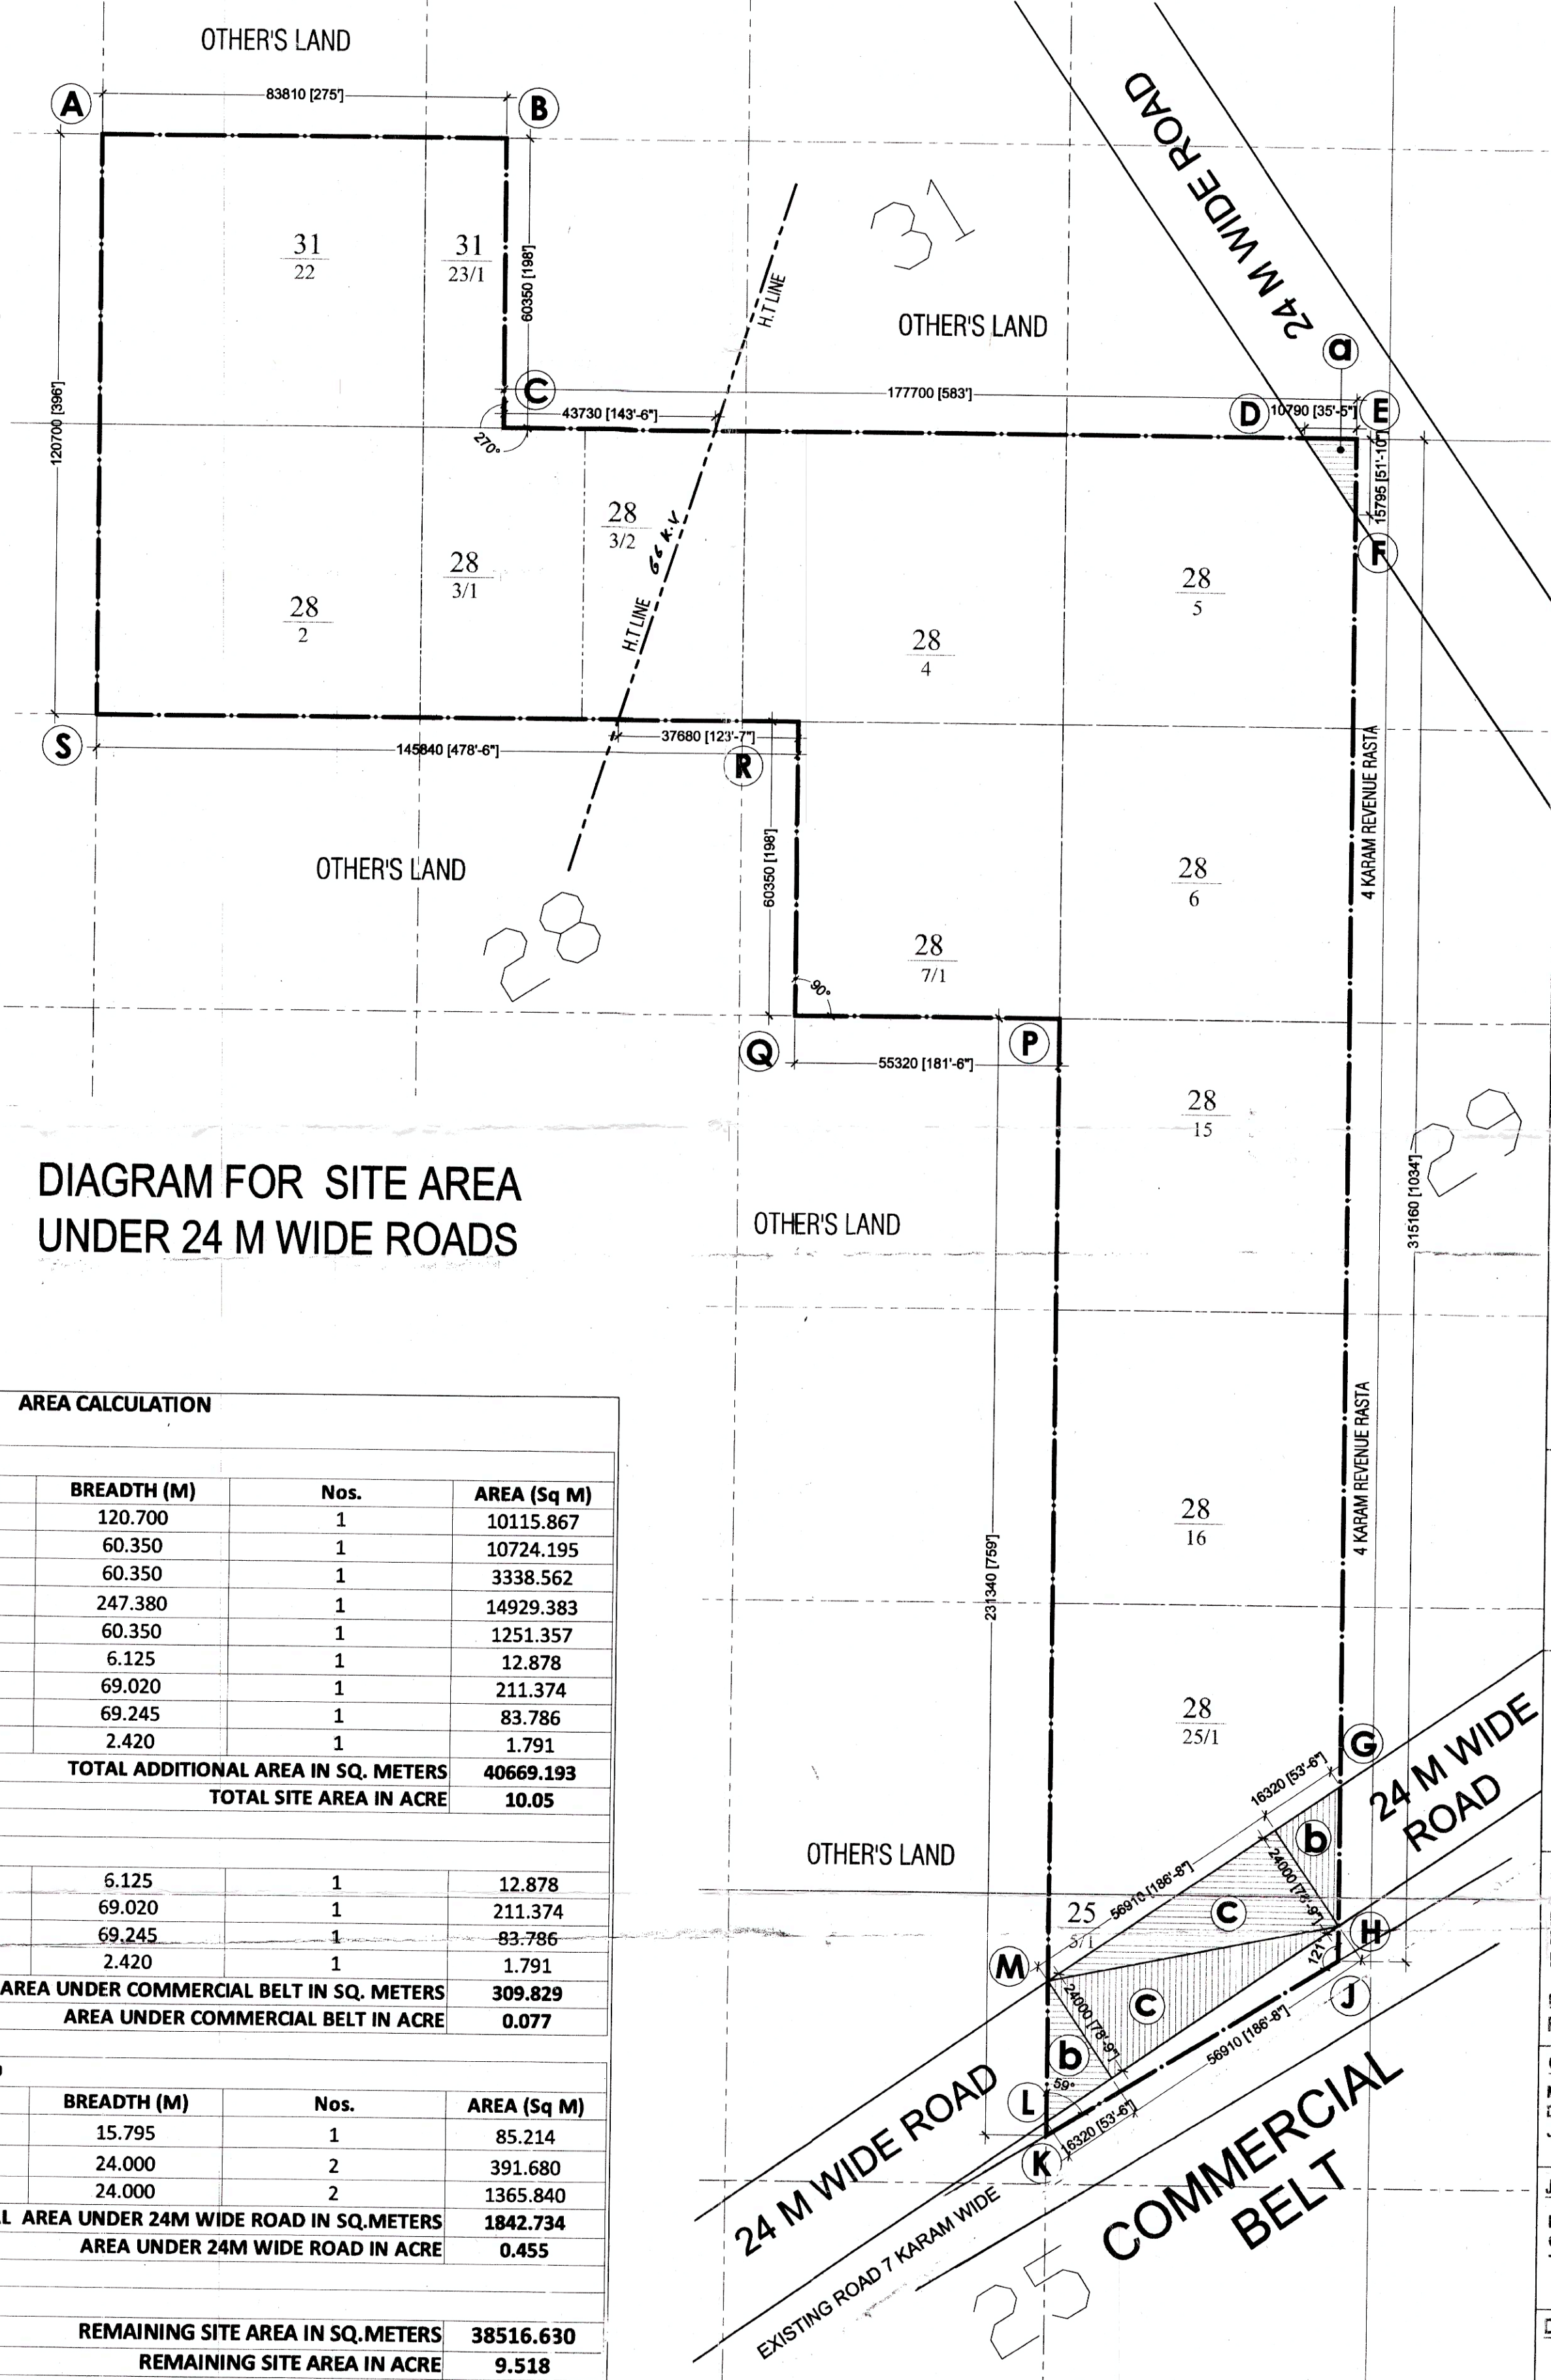 OTHER'S LAND
A
83810 [275']
B
24 M WIDE ROAD
31
22
31
23/1
60350 [198']
31
H.T LINE
OTHER'S LAND
a
C
177700 [583']
43730 [143'-6"]
D
10790 [35'-5"]
E
270°
120700 [396']
15795 [51'-10"]
F
28
3/2
66 K.V
28
3/1
28
2
H.T LINE
28
5
28
4
S
145840 [478'-6"]
37680 [123'-7"]
R
4 KARAM REVENUE RASTA
OTHER'S LAND
60350 [198']
28
6
28
28
7/1
90°
Q
P
55320 [181'-6"]
28
15
29
315160 [1034']
DIAGRAM FOR SITE AREA
UNDER 24 M WIDE ROADS
OTHER'S LAND
4 KARAM REVENUE RASTA
28
16
231340 [759']
AREA CALCULATION
BREADTH (M) Nos. AREA (Sq M)
120.700 1 10115.867
60.350 1 10724.195
60.350 1 3338.562
247.380 1 14929.383
60.350 1 1251.357
6.125 1 12.878
69.020 1 211.374
69.245 1 83.786
2.420 1 1.791
TOTAL ADDITIONAL AREA IN SQ. METERS 40669.193
TOTAL SITE AREA IN ACRE 10.05
6.125 1 12.878
69.020 1 211.374
69.245 1 83.786
2.420 1 1.791
AREA UNDER COMMERCIAL BELT IN SQ. METERS 309.829
AREA UNDER COMMERCIAL BELT IN ACRE 0.077
BREADTH (M) Nos. AREA (Sq M)
15.795 1 85.214
24.000 2 391.680
24.000 2 1365.840
AREA UNDER 24M WIDE ROAD IN SQ.METERS 1842.734
AREA UNDER 24M WIDE ROAD IN ACRE 0.455
REMAINING SITE AREA IN SQ.METERS 38516.630
REMAINING SITE AREA IN ACRE 9.518
28
25/1
G
16320 [53'-6"]
24 M WIDE
ROAD
b
OTHER'S LAND
24000 [78'-9"]
56910 [186'-8"]
25
5/1
C
H
121°
M
J
C
24000 [78'-9"]
b
56910 [186'-8"]
59°
L
16320 [53'-6"]
K
24 M WIDE ROAD
COMMERCIAL
BELT
EXISTING ROAD 7 KARAM WIDE
25